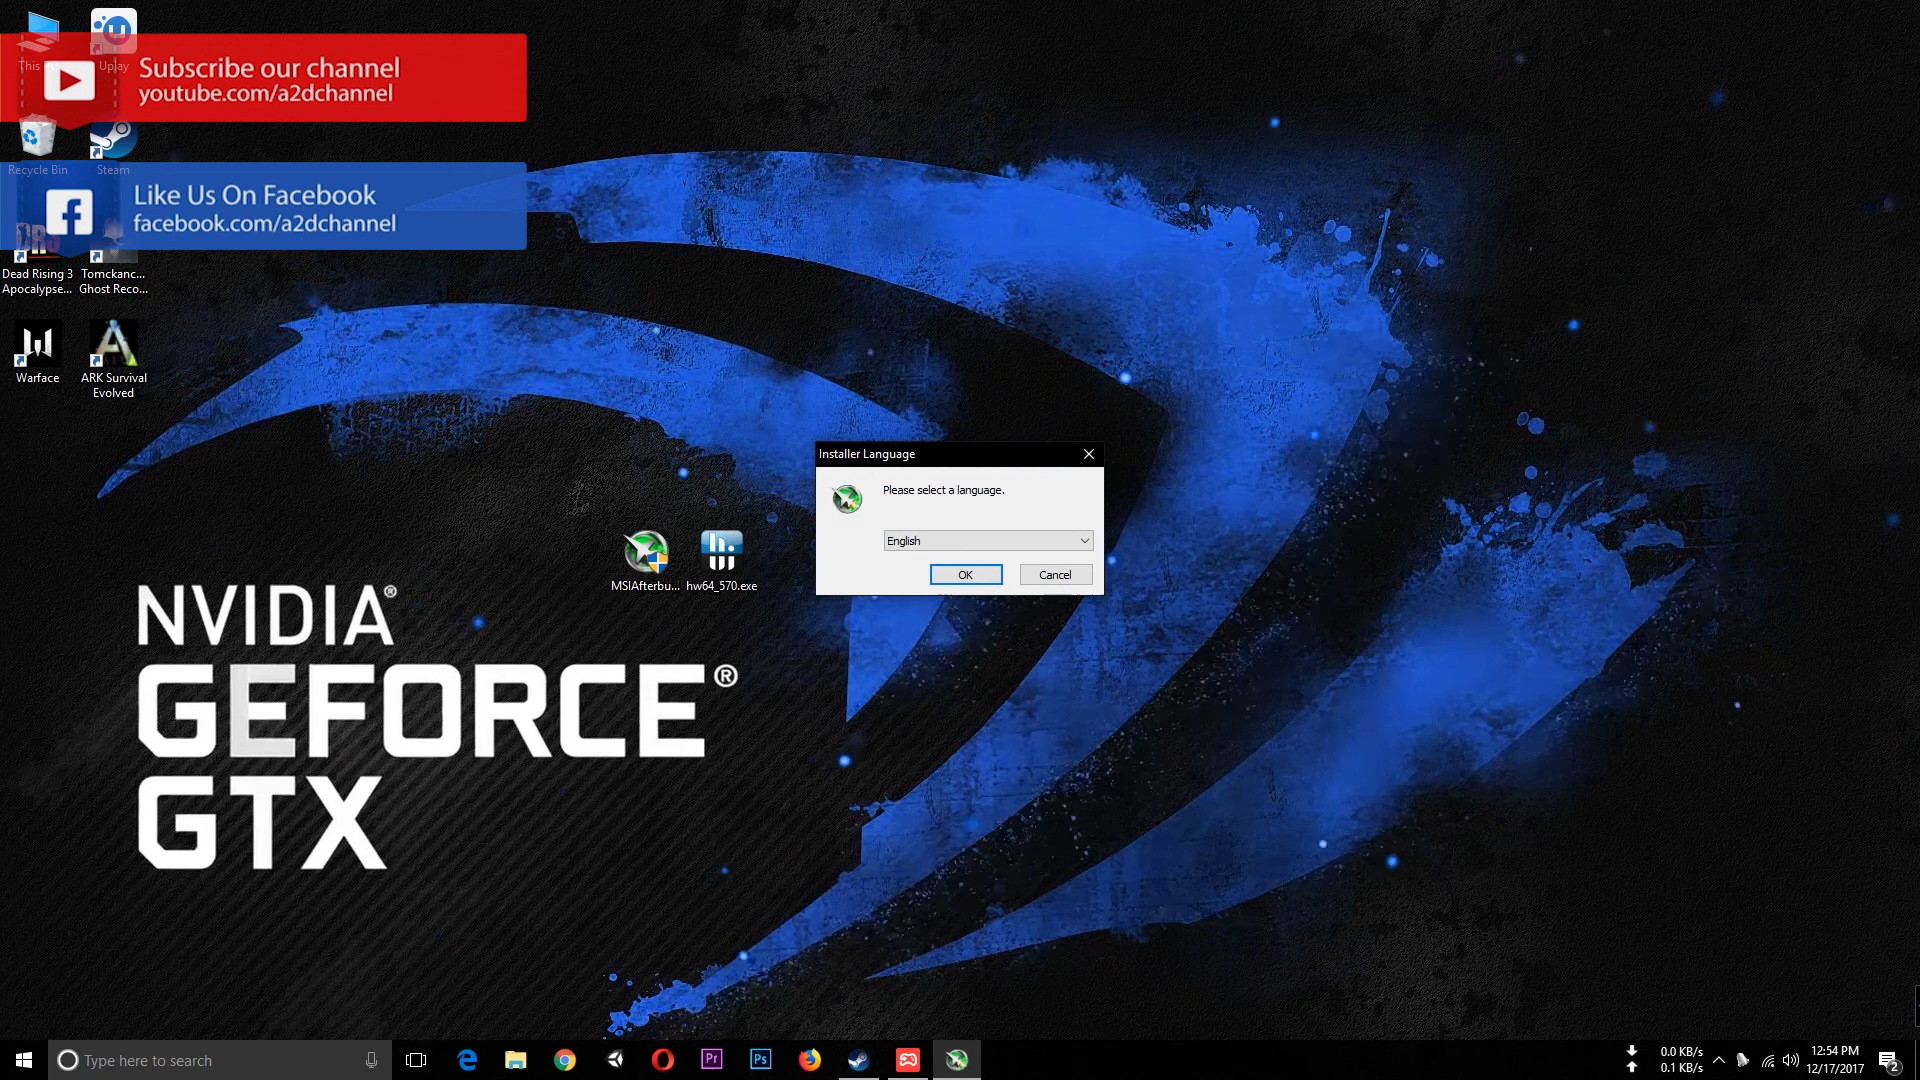 This
Uplay
Subscribe our channel
youtube.com/a2dchannel
Recycle Bin
Steam
Like Us On Facebook
facebook.com/a2dchannel
DR3
Dead Rising 3
Apocalypse...
Tomckanc...
Ghost Reco...
Warface
ARK Survival
Evolved
MSIAfterbu...
hw64_570.exe
Installer Language
Please select a language.
English
OK
Cancel
NVIDIA®
GEFORCE®
GTX
Type here to search
Pr
Ps
0.0 KB/s
0.1 KB/s
12:54 PM
12/17/2017
2